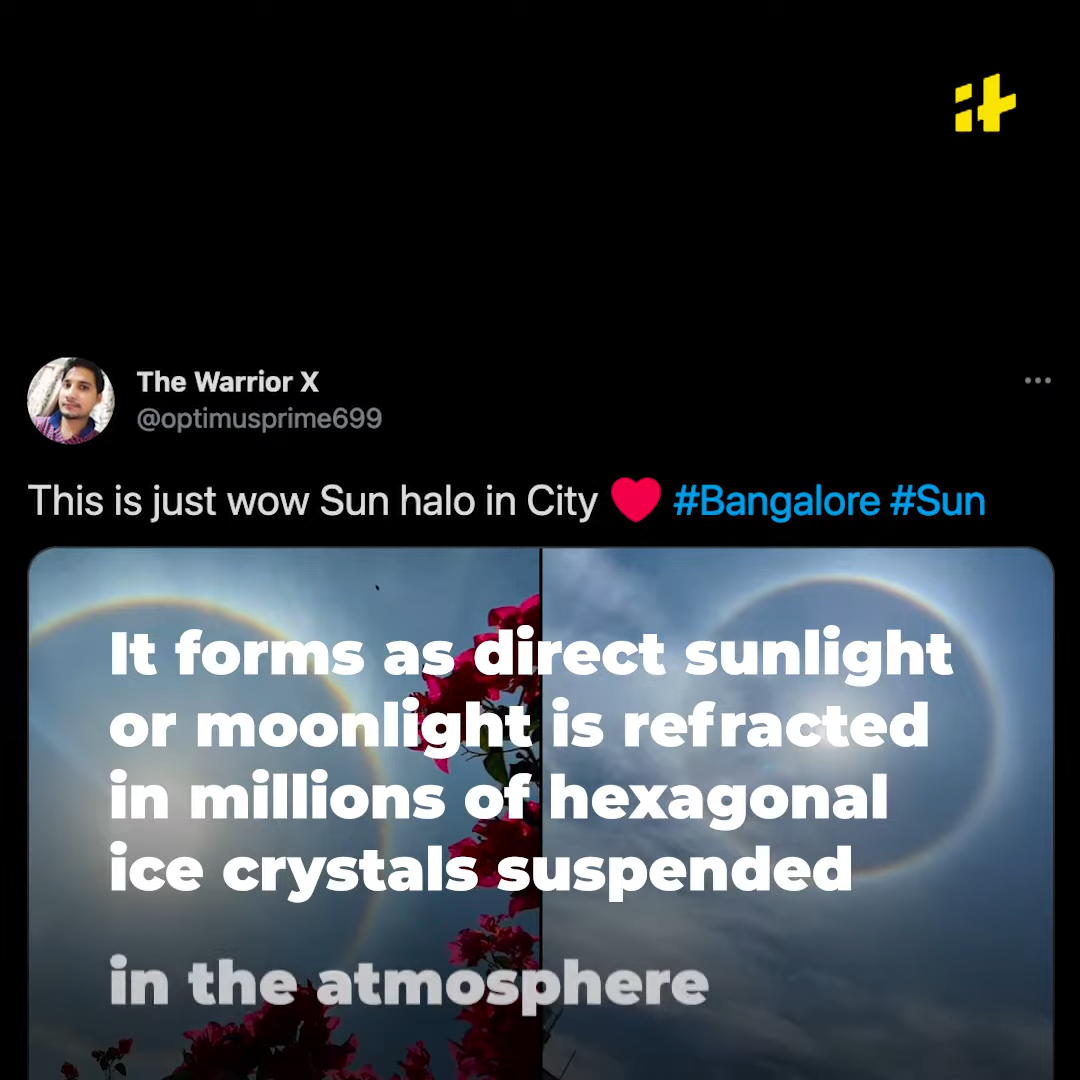 The Warrior X
@optimusprime699
This is just wow Sun halo in City ❤️ #Bangalore #Sun
It forms as direct sunlight
or moonlight is refracted
in millions of hexagonal
ice crystals suspended
in the atmosphere